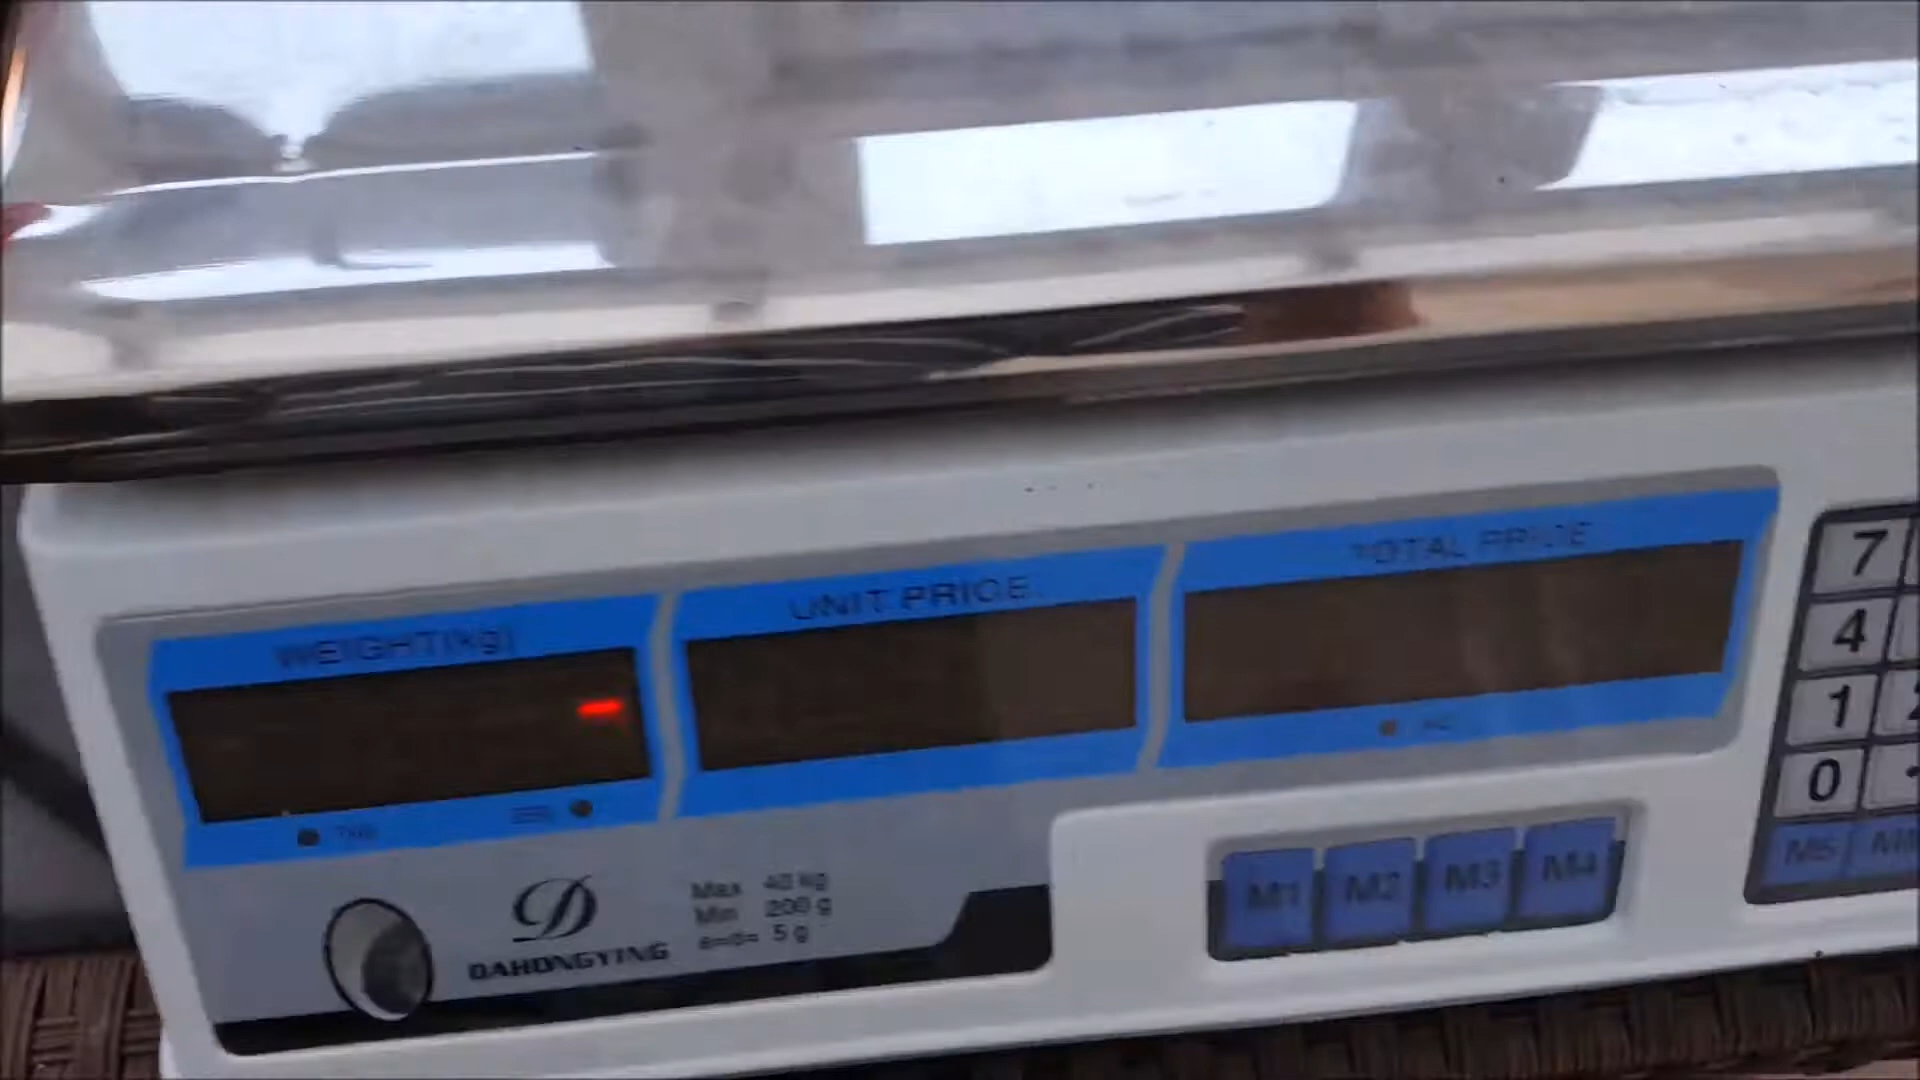 WEIGHT(kg)
UNIT PRICE
TOTAL PRICE
-
D
DAHONGYING
Max 40 kg
Min 200 g
e=d= 5 g
M1 M2 M3 M4
7
4
1
0
M5